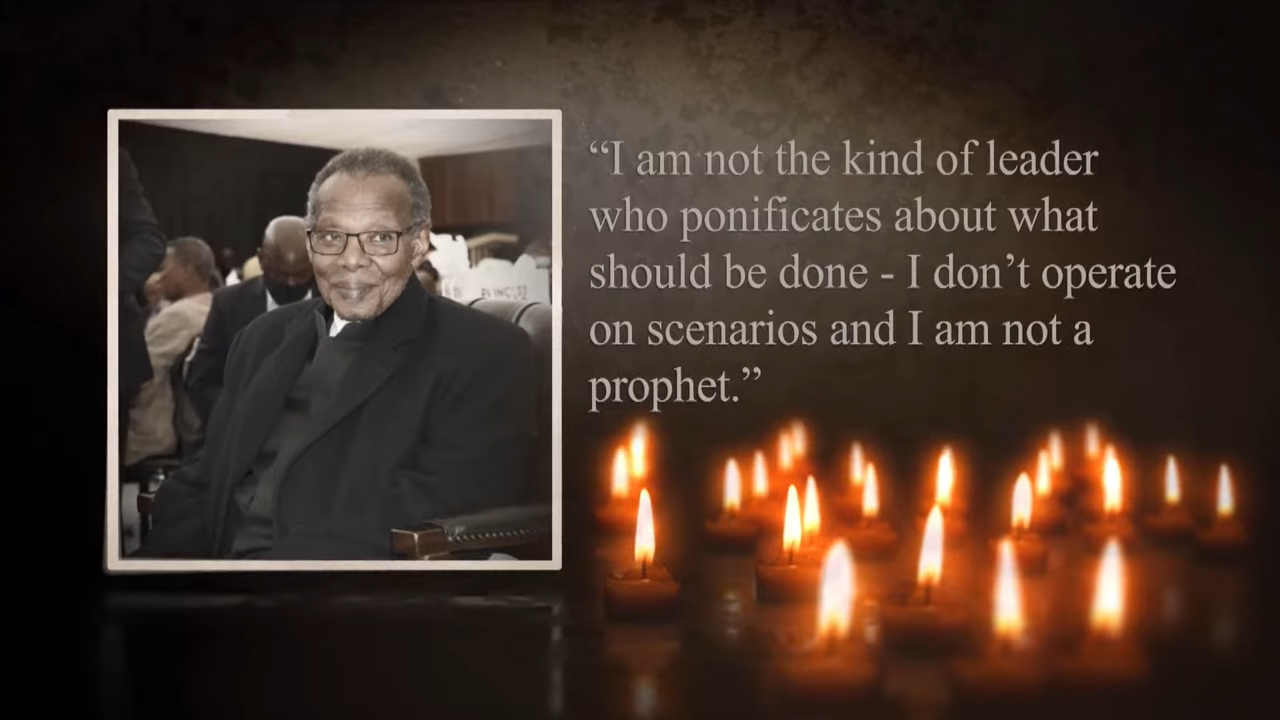 “I am not the kind of leader
who ponificates about what
should be done - I don’t operate
on scenarios and I am not a
prophet.”